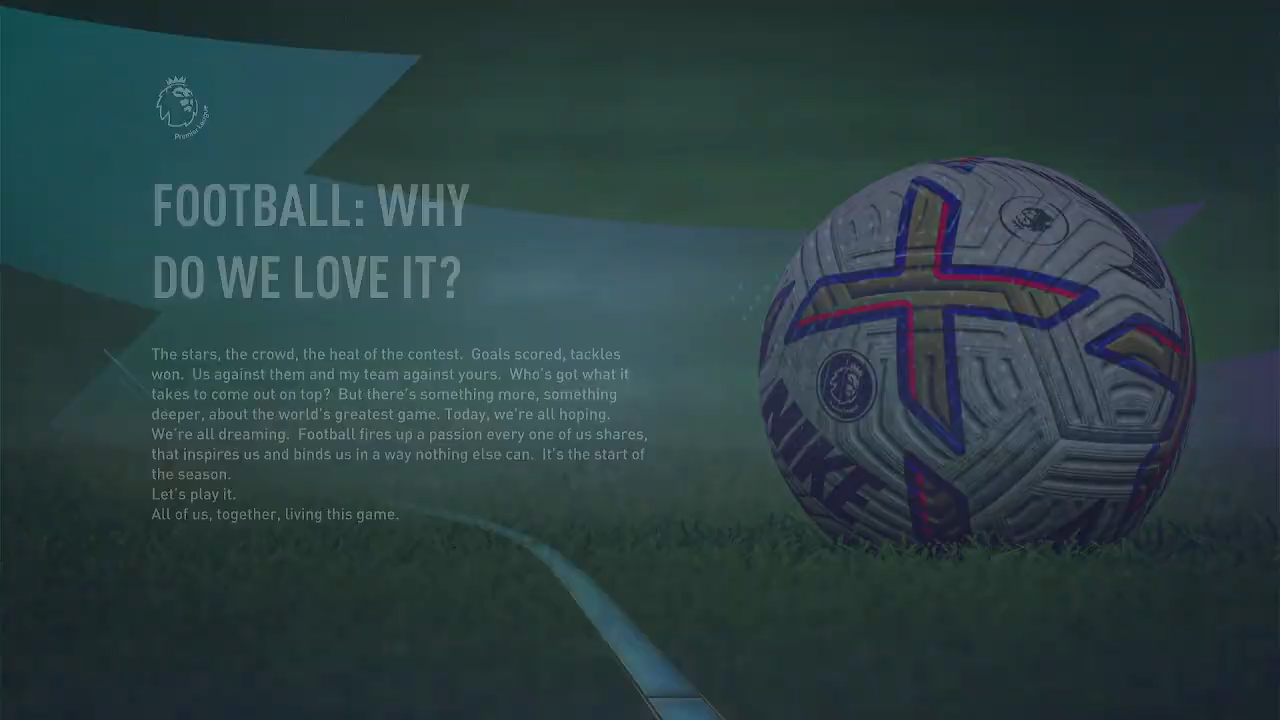 Premier League
FOOTBALL: WHY
DO WE LOVE IT?
The stars, the crowd, the heat of the contest.  Goals scored, tackles
won.  Us against them and my team against yours.  Who's got what it
takes to come out on top?  But there's something more, something
deeper, about the world's greatest game. Today, we're all hoping.
We're all dreaming.  Football fires up a passion every one of us shares,
that inspires us and binds us in a way nothing else can.  It's the start of
the season.
Let's play it.
All of us, together, living this game.
NIKE